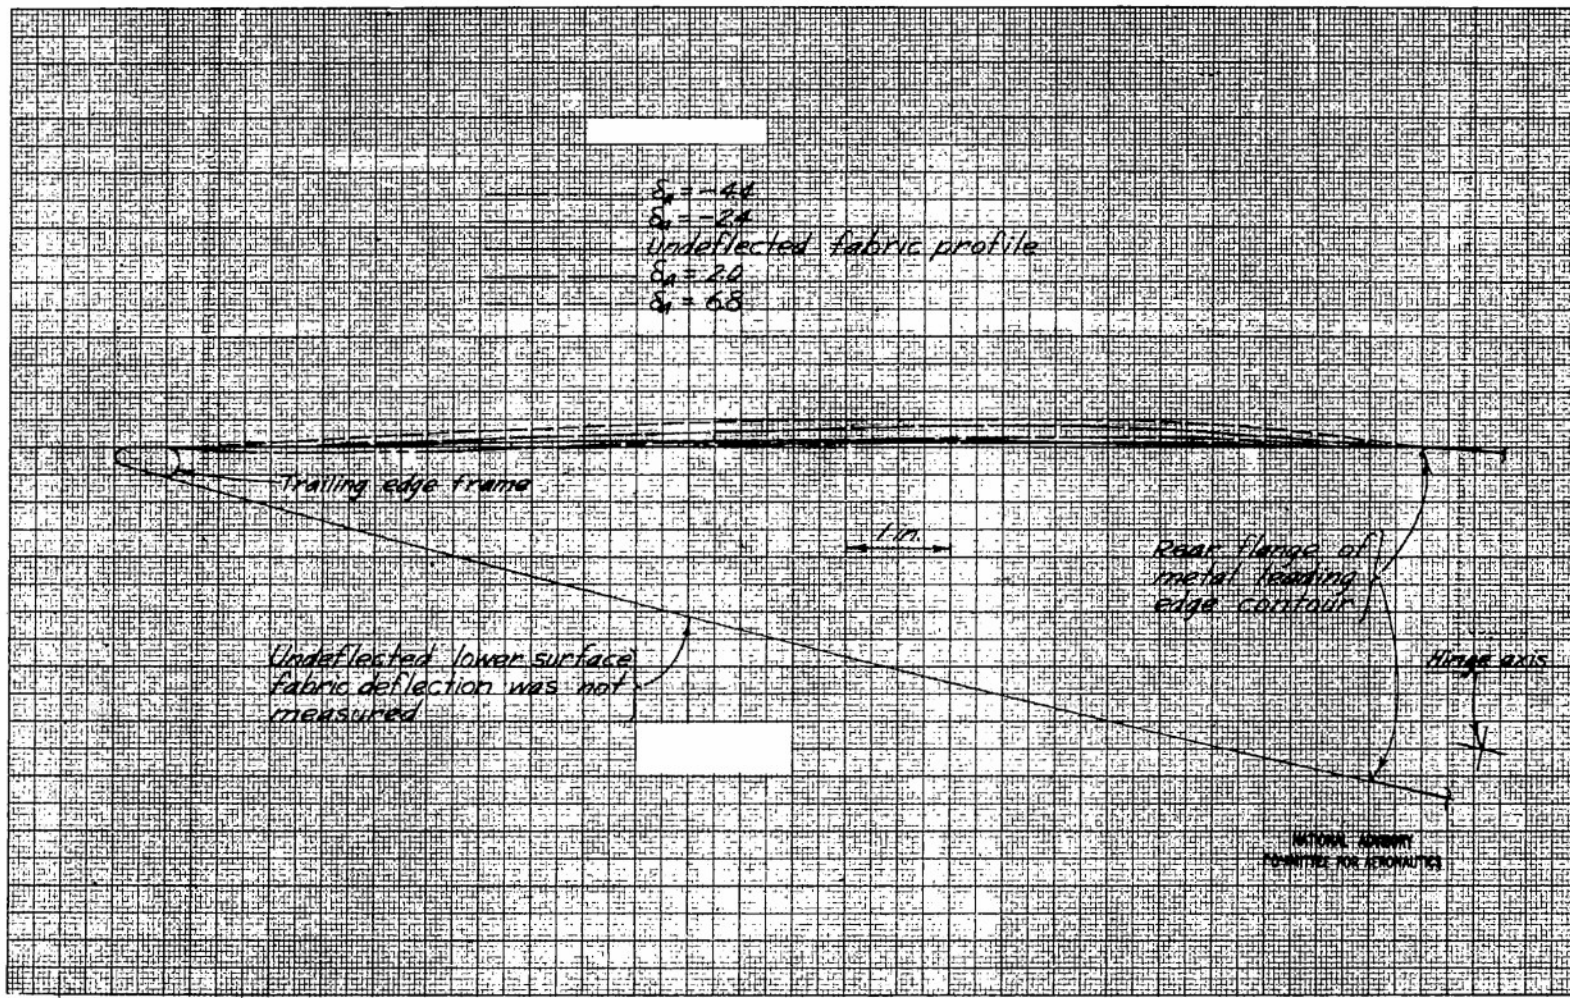 δₐ = -4.4
δₐ = -2.4
Undeflected fabric profile
δₐ = 2.0
δₐ = 6.8
Trailing edge frame
1 in.
Rear flange of
metal leading
edge contour
Undeflected lower surface
fabric deflection was not
measured
Hinge axis
NATIONAL ADVISORY
COMMITTEE FOR AERONAUTICS